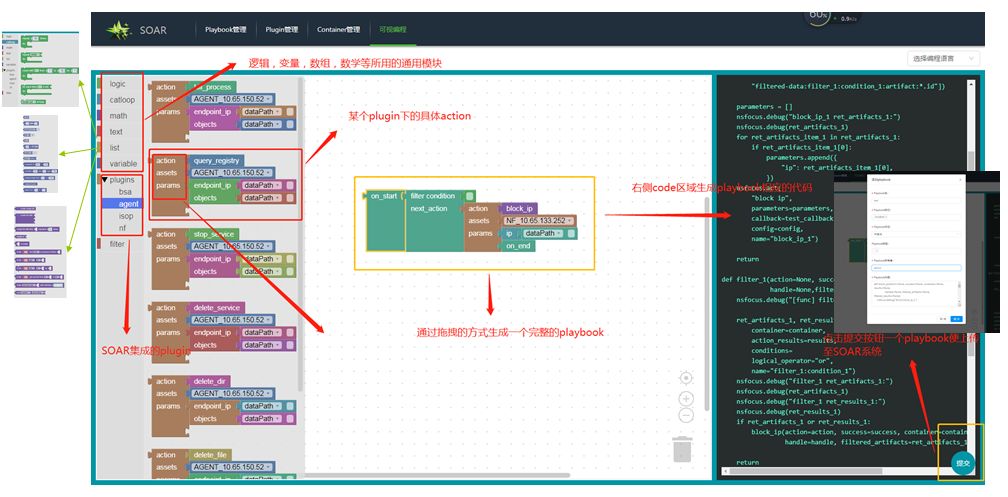 SOAR
Playbook管理
Plugin管理
Container管理
可视编程
60%
0.9K/s
选择编程语言
逻辑，变量，数组，数学等所用的通用模块
某个plugin下的具体action
右侧code区域生成playbook相应的代码
通过拖拽的方式生成一个完整的playbook
SOAR集成的plugin
点击提交按钮一个playbook便上传
至SOAR系统
logic
catloop
math
text
list
variable
plugins
bsa
agent
isop
nf
filter
action
assets AGENT_10.65.150.52
params endpoint_ip dataPath
objects dataPath
action query_registry
assets AGENT_10.65.150.52
params endpoint_ip dataPath
objects dataPath
action stop_service
assets AGENT_10.65.150.52
params endpoint_ip dataPath
objects dataPath
action delete_service
assets AGENT_10.65.150.52
params endpoint_ip dataPath
objects dataPath
action delete_dir
assets AGENT_10.65.150.52
params endpoint_ip dataPath
objects dataPath
action delete_file
assets AGENT_10.65.150.52
on_start filter condition
next_action action block_ip
assets NF_10.65.133.252
params ip dataPath
on_end
"filtered-data:filter_1:condition_1:artifact:*.id"])
parameters = []
nsfocus.debug("block_ip_1 ret_artifacts_1:")
nsfocus.debug(ret_artifacts_1)
for ret_artifacts_item_1 in ret_artifacts_1:
if ret_artifacts_item_1[0]:
parameters.append({
"ip": ret_artifacts_item_1[0],
})
"block ip",
parameters=parameters,
callback=test_callback
config=config,
name="block_ip_1")
return
def filter_1(action=None, success
handle=None,filter
nsfocus.debug("[func] filt
ret_artifacts_1, ret_results
container=container,
action_results=results,
conditions=
logical_operator="or",
name="filter_1:condition_1")
nsfocus.debug("filter_1 ret_artifacts_1:")
nsfocus.debug(ret_artifacts_1)
nsfocus.debug("filter_1 ret_results_1:")
nsfocus.debug(ret_results_1)
if ret_artifacts_1 or ret_results_1:
block_ip(action=action, success=success, container=contain
handle=handle, filtered_artifacts=ret_artifacts_1
return
提交